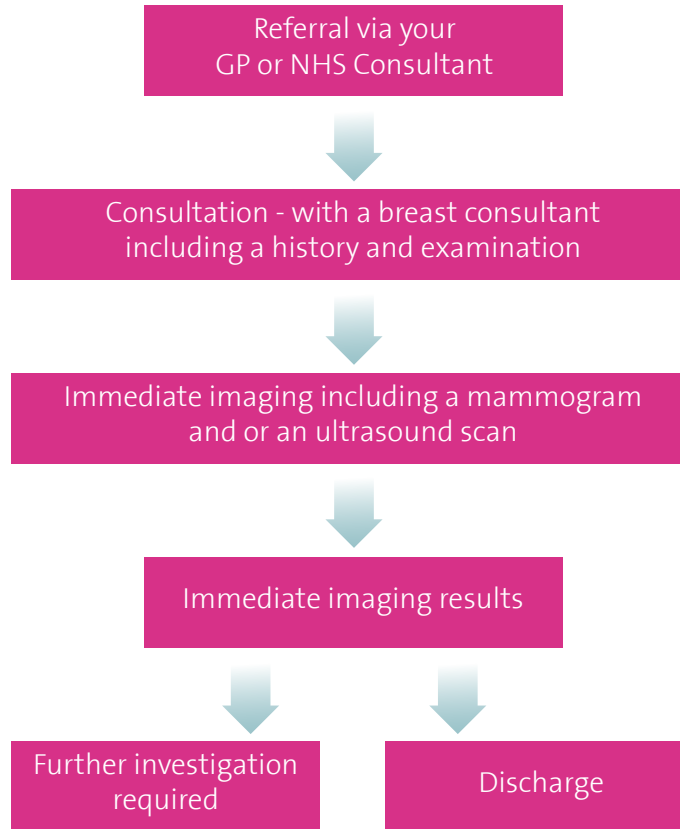 Referral via your
GP or NHS Consultant
Consultation - with a breast consultant
including a history and examination
Immediate imaging including a mammogram
and or an ultrasound scan
Immediate imaging results
Further investigation
required
Discharge